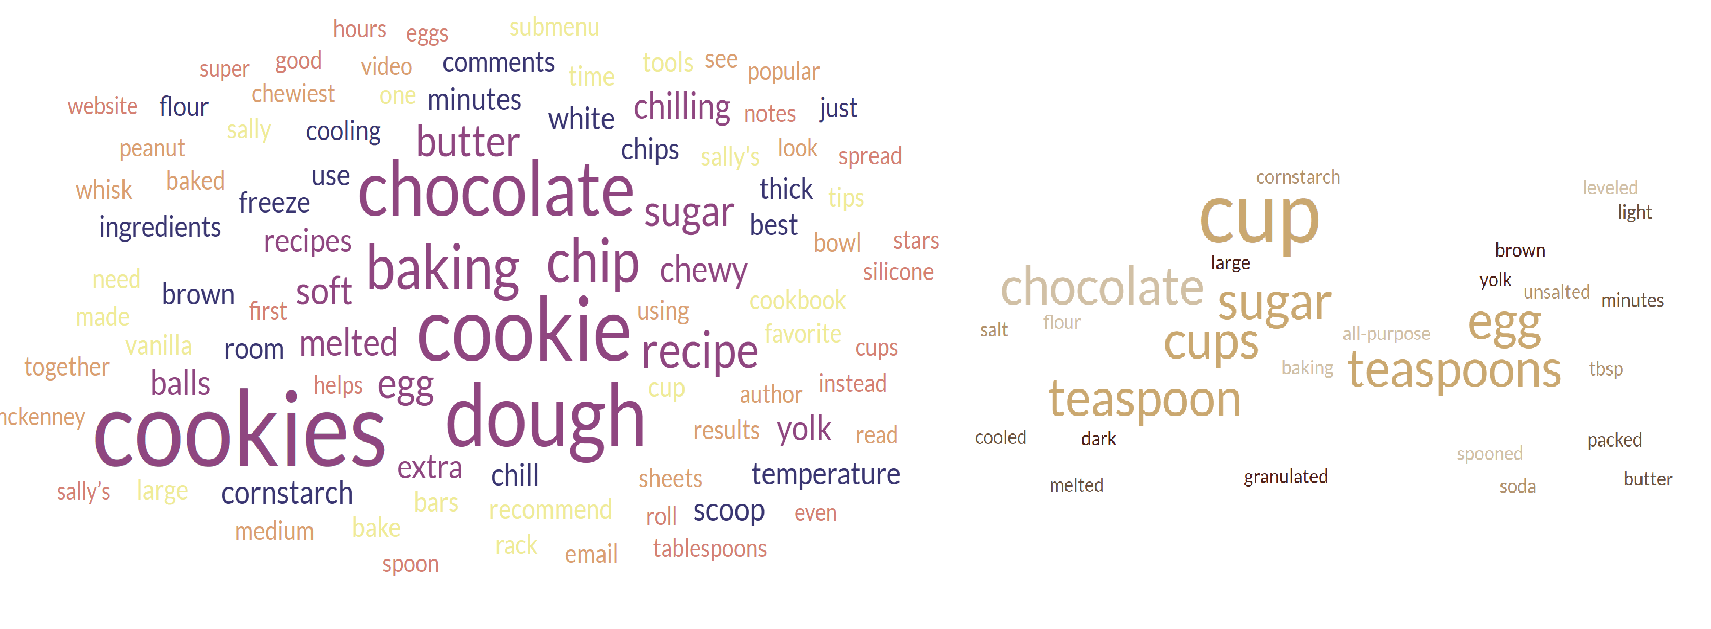 hours eggs submenu
super good video comments time tools see popular
website flour chewiest one minutes white chilling notes just
sally cooling butter chips sally's look spread
peanut
whisk baked use chocolate thick tips
freeze sugar best
ingredients recipes bowl stars
baking chip chewy silicone
need soft
brown first cookie using cookbook
made favorite
vanilla room melted recipe cups
together
balls helps egg dough cup author instead
mckenney cookies results yolk read
extra chill sheets temperature
sally’s large cornstarch bars recommend roll scoop even
medium bake rack email tablespoons
spoon
cornstarch leveled
cup light
large brown
chocolate sugar yolk unsalted minutes
salt flour cups all-purpose egg
baking teaspoons tbsp
teaspoon
cooled dark spooned packed
melted granulated soda butter